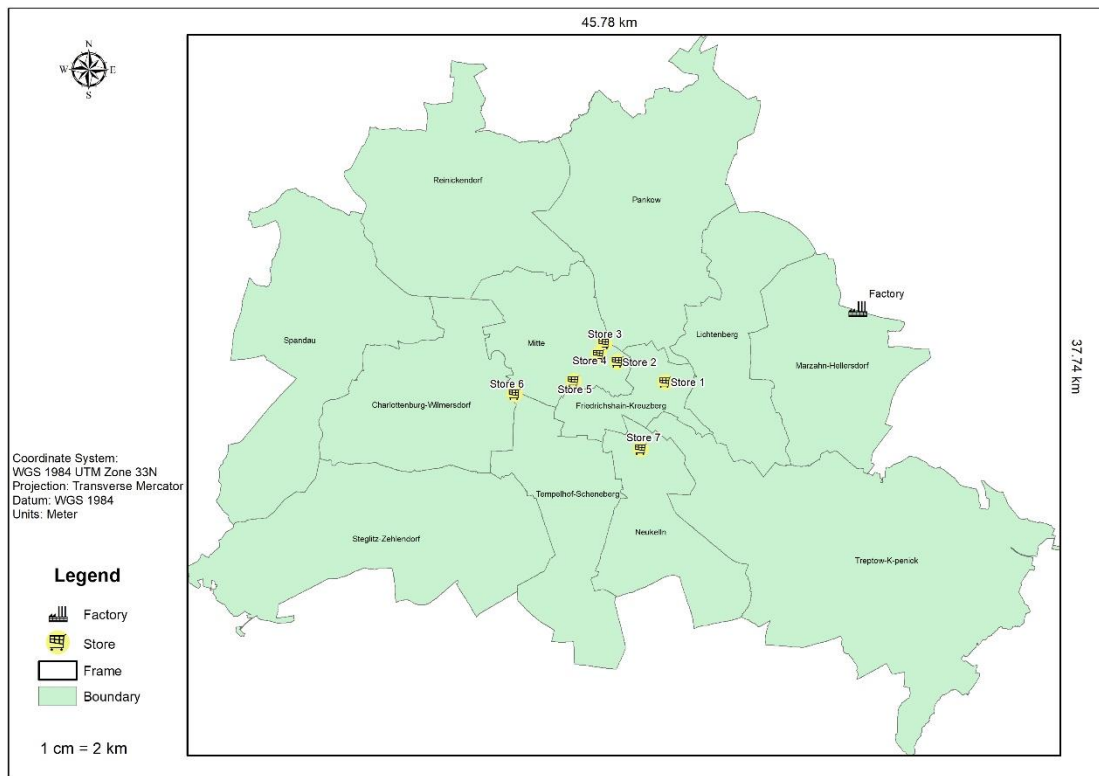 45.78 km
N
W E
S
Reinickendorf
Pankow
Factory
Spandau
Mitte
Store 3
Lichtenberg
Store 4
Store 2
Marzahn-Hellersdorf
37.74 km
Store 6
Store 5
Store 1
Charlottenburg-Wilmersdorf
Friedrichshain-Kreuzberg
Store 7
Coordinate System:
WGS 1984 UTM Zone 33N
Projection: Transverse Mercator
Datum: WGS 1984
Units: Meter
Tempelhof-Scheneberg
Steglitz-Zehlendorf
Neukelln
Treptow-K-penick
Legend
Factory
Store
Frame
Boundary
1 cm = 2 km